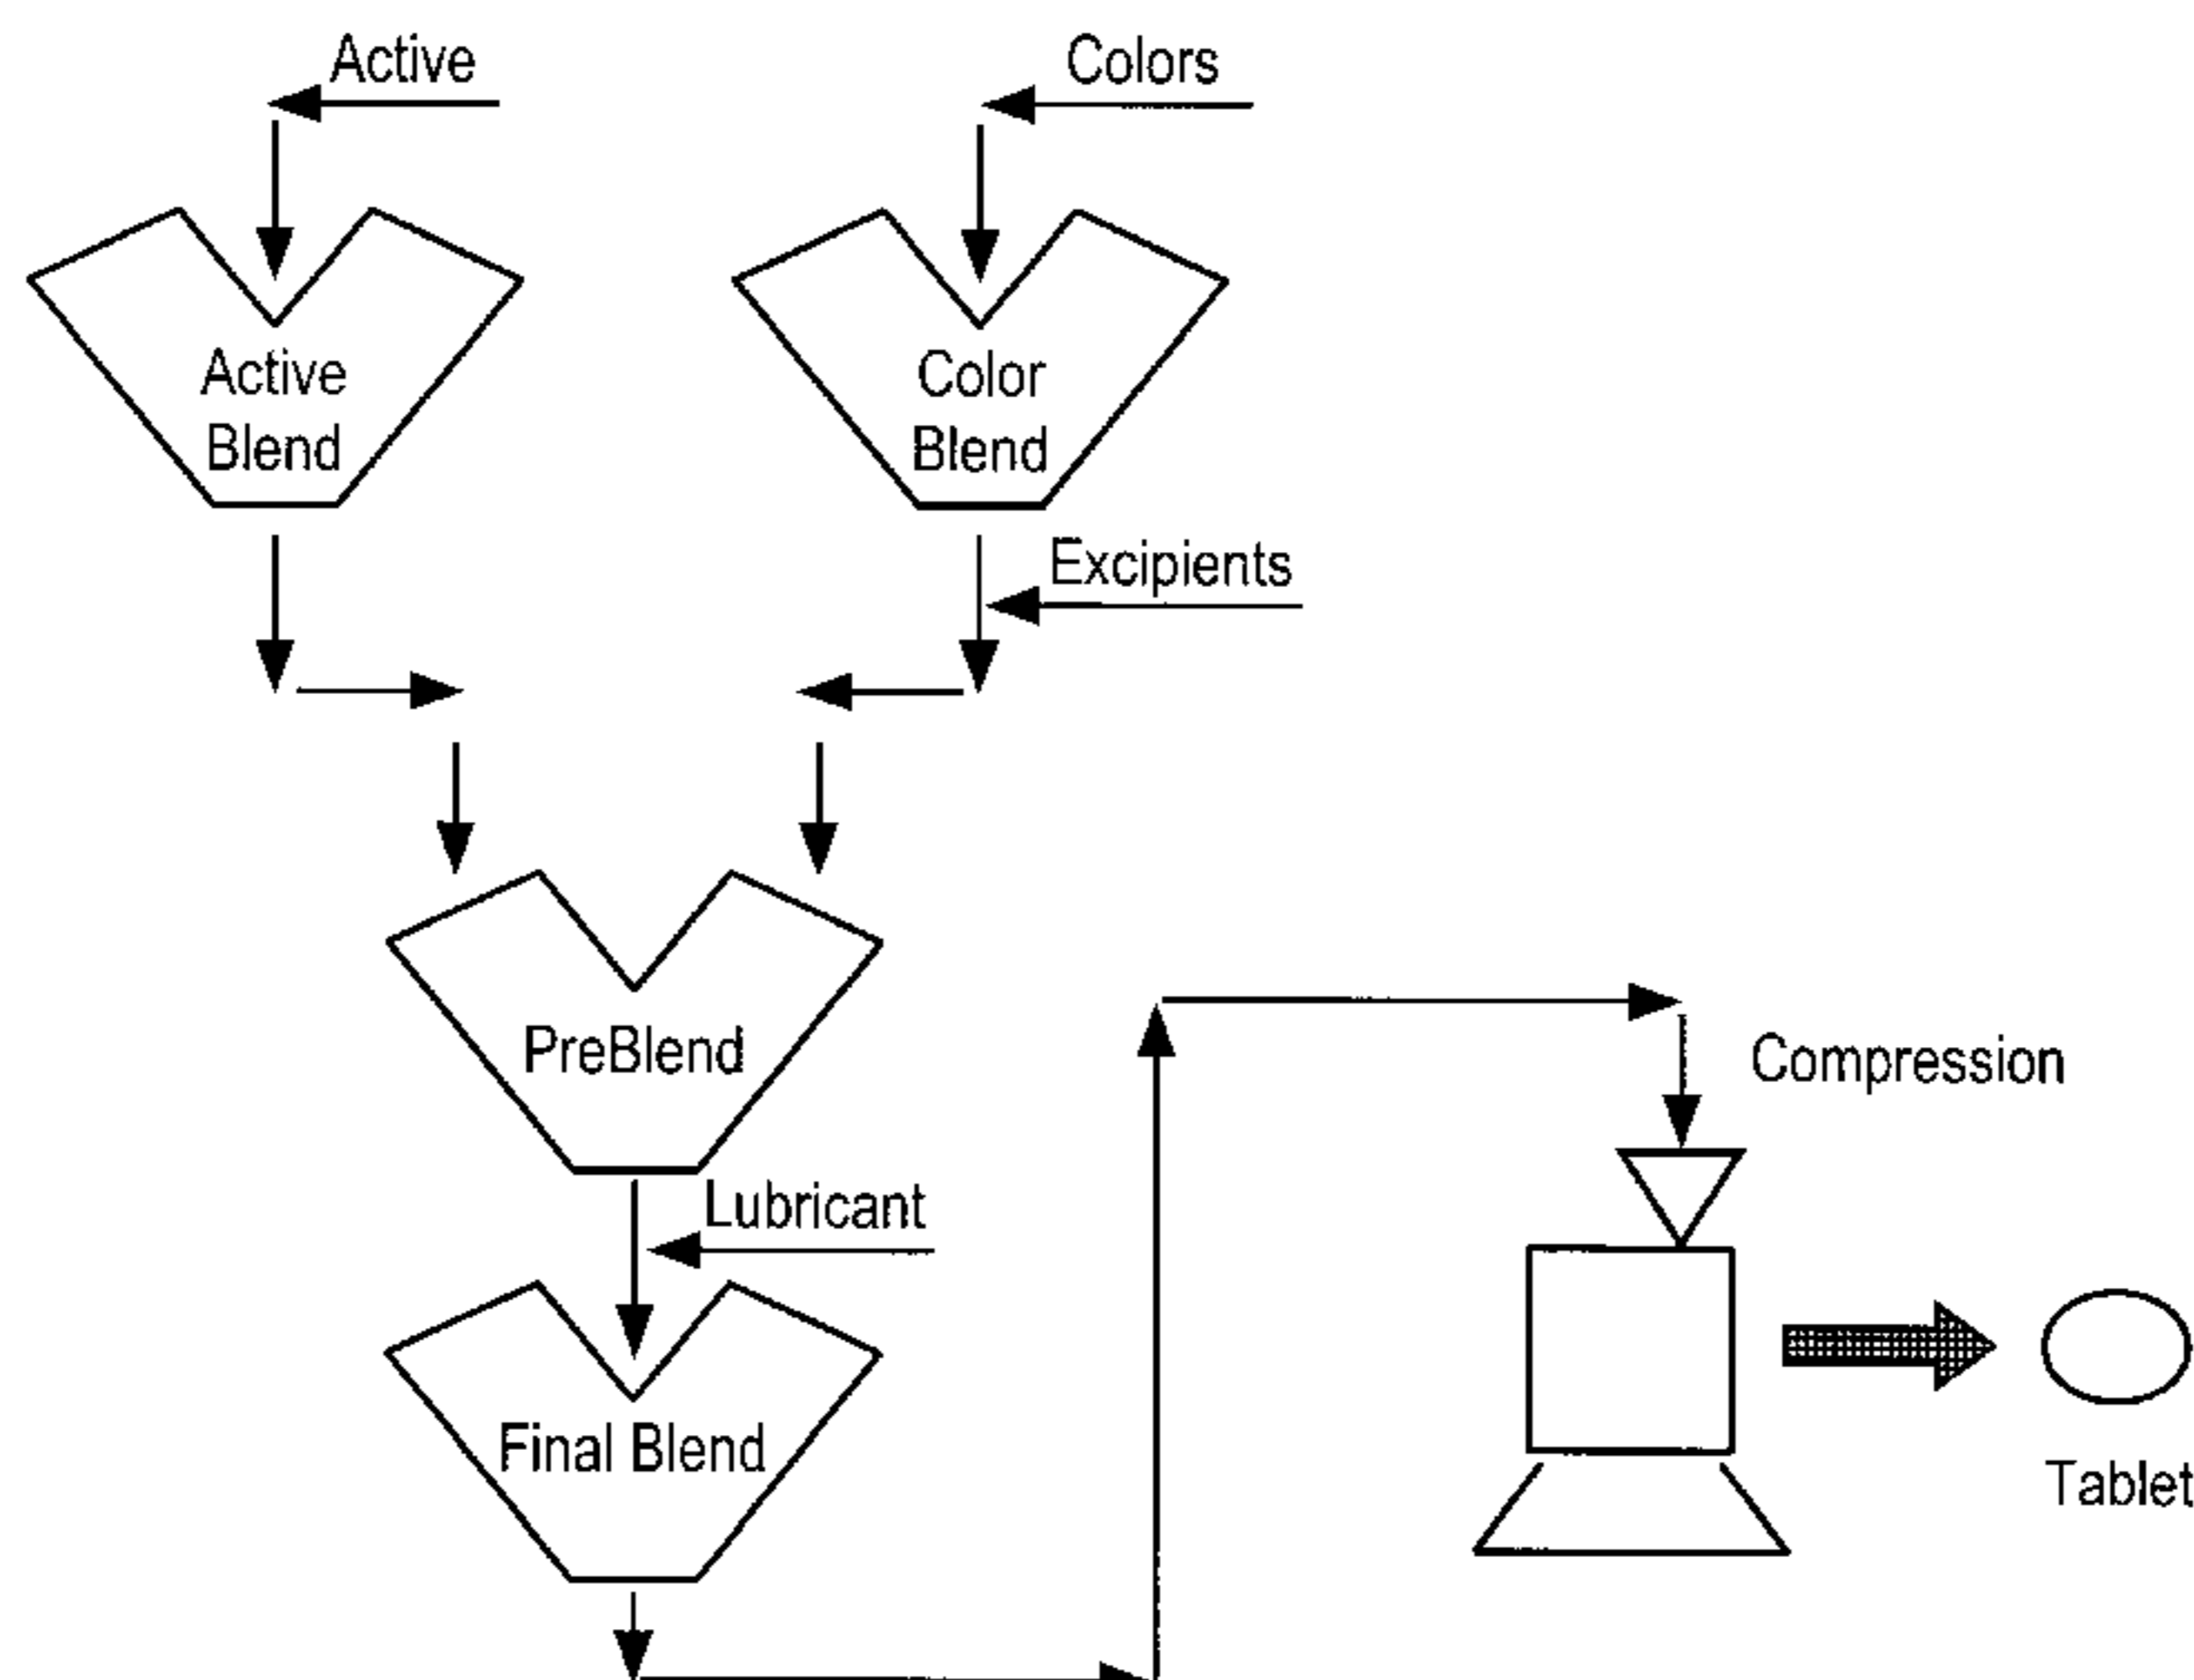 Active
Colors
Active
Blend
Color
Blend
Excipients
PreBlend
Compression
Lubricant
Final Blend
Tablet